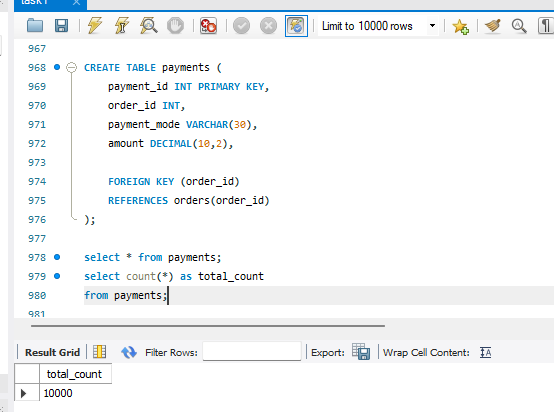 task1
Limit to 10000 rows
967
968 CREATE TABLE payments (
969 payment_id INT PRIMARY KEY,
970 order_id INT,
971 payment_mode VARCHAR(30),
972 amount DECIMAL(10,2),
973
974 FOREIGN KEY (order_id)
975 REFERENCES orders(order_id)
976 );
977
978 select * from payments;
979 select count(*) as total_count
980 from payments;
981
Result Grid Filter Rows: Export: Wrap Cell Content:
total_count
10000